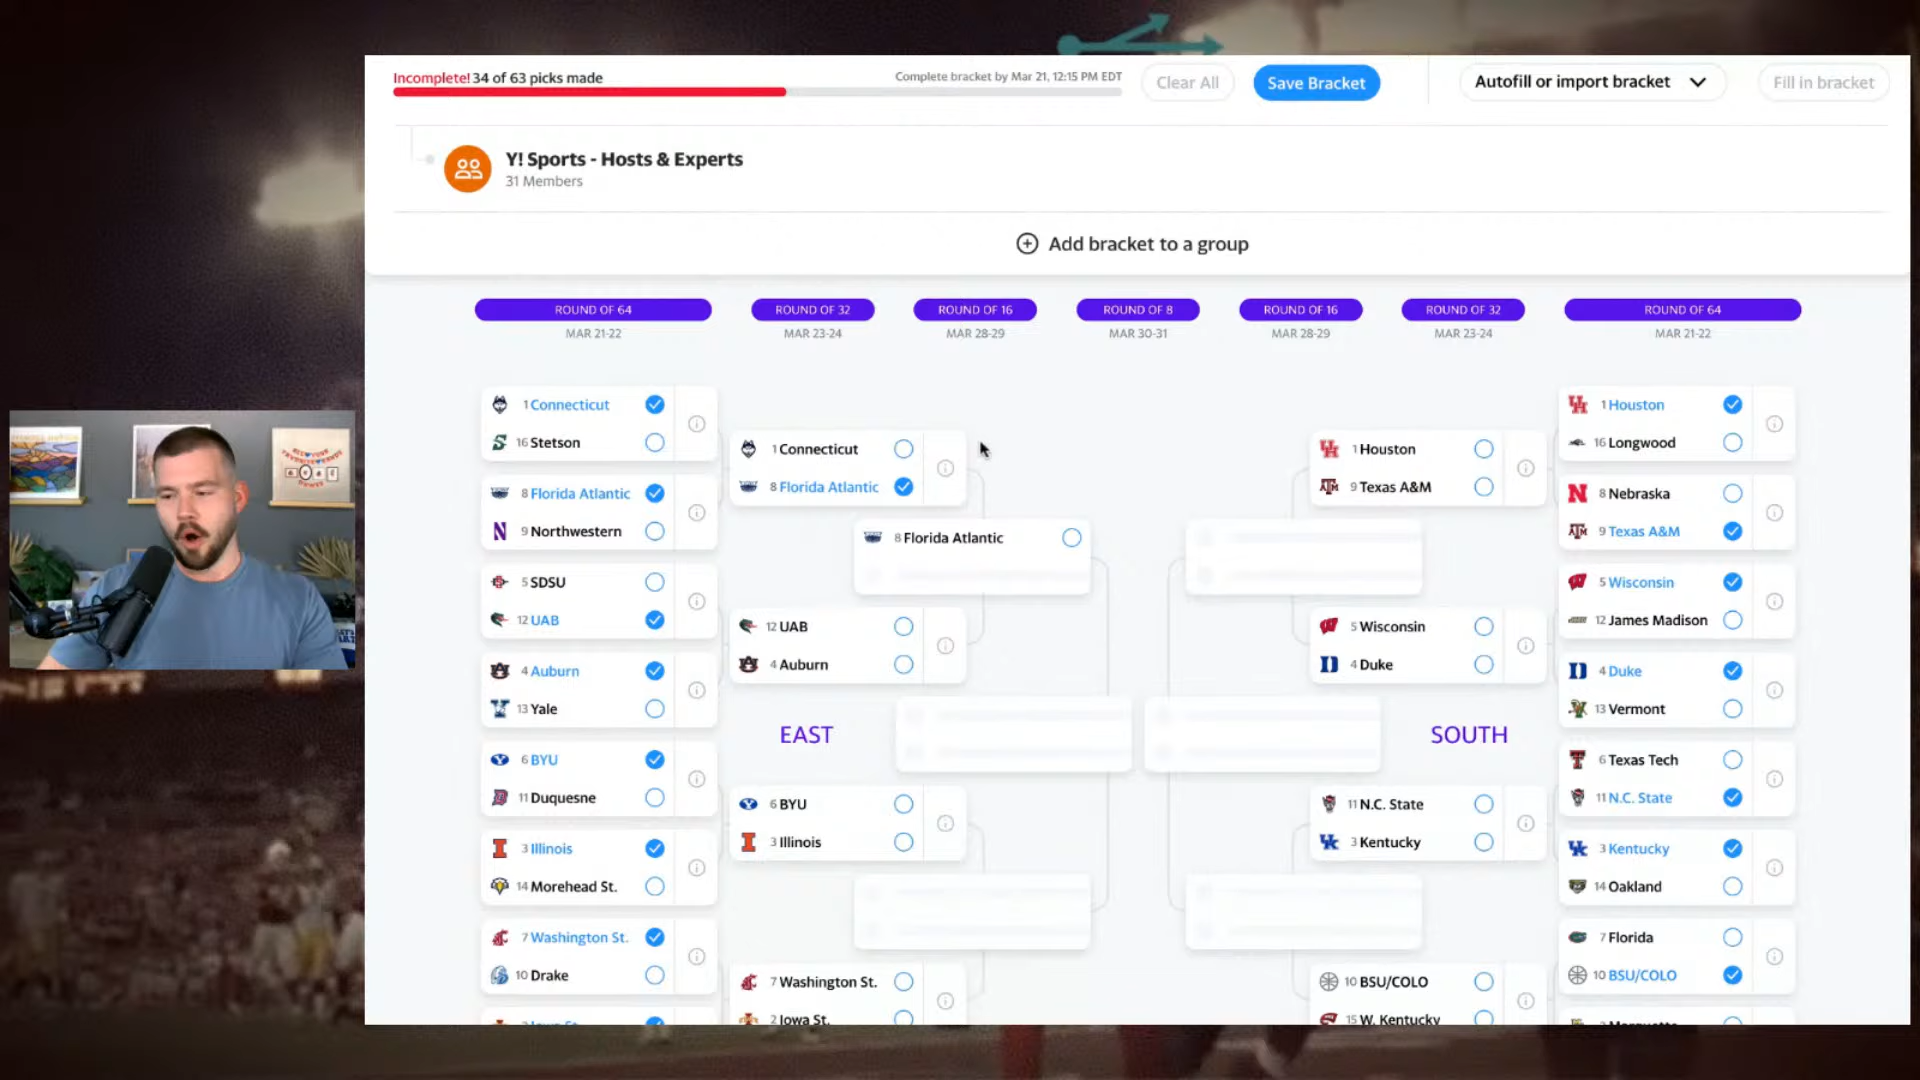 Incomplete! 34 of 63 picks made
Complete bracket by Mar 21, 12:15 PM EDT
Clear All
Save Bracket
Autofill or import bracket
Fill in bracket
Y! Sports - Hosts & Experts
31 Members
Add bracket to a group
ROUND OF 64
ROUND OF 32
ROUND OF 16
ROUND OF 8
ROUND OF 16
ROUND OF 32
ROUND OF 64
MAR 21-22
MAR 23-24
MAR 28-29
MAR 30-31
MAR 28-29
MAR 23-24
MAR 21-22
1 Connecticut
16 Stetson
8 Florida Atlantic
9 Northwestern
5 SDSU
12 UAB
4 Auburn
13 Yale
6 BYU
11 Duquesne
3 Illinois
14 Morehead St.
7 Washington St.
10 Drake
1 Connecticut
8 Florida Atlantic
12 UAB
4 Auburn
EAST
6 BYU
3 Illinois
7 Washington St.
2 Iowa St.
8 Florida Atlantic
1 Houston
9 Texas A&M
5 Wisconsin
4 Duke
SOUTH
11 N.C. State
3 Kentucky
10 BSU/COLO
15 W. Kentucky
1 Houston
16 Longwood
8 Nebraska
9 Texas A&M
5 Wisconsin
12 James Madison
4 Duke
13 Vermont
6 Texas Tech
11 N.C. State
3 Kentucky
14 Oakland
7 Florida
10 BSU/COLO